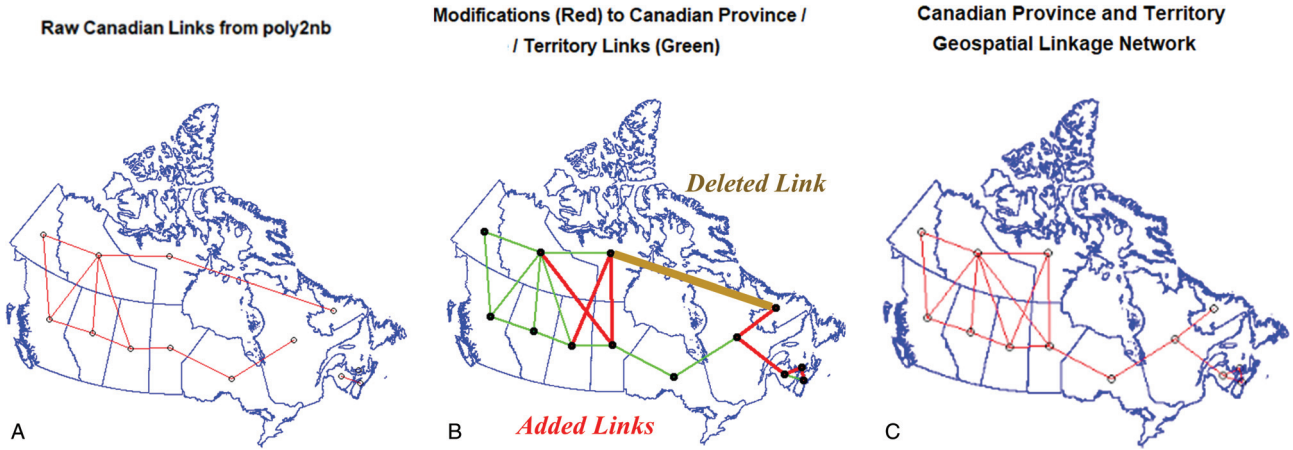 Raw Canadian Links from poly2nb
Modifications (Red) to Canadian Province /
/ Territory Links (Green)
Canadian Province and Territory
Geospatial Linkage Network
Deleted Link
Added Links
A
B
C